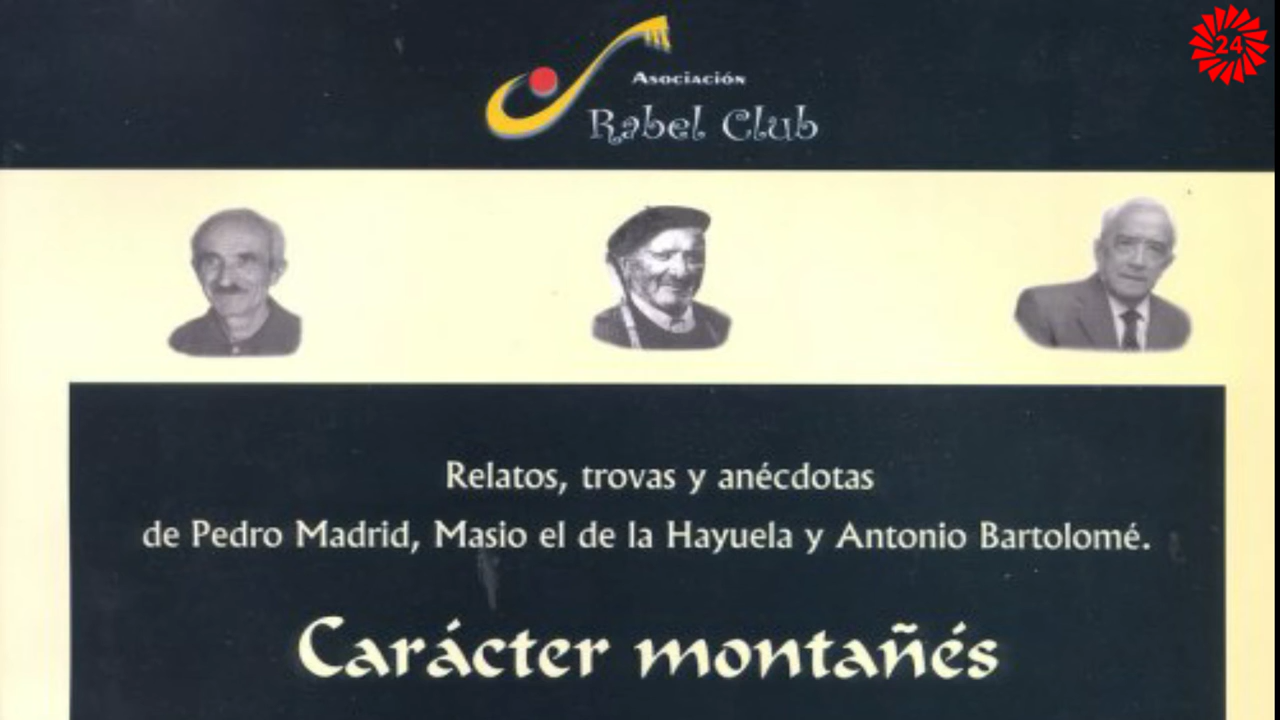 24
Asociación
Rabel Club
Relatos, trovas y anécdotas
de Pedro Madrid, Masio el de la Hayuela y Antonio Bartolomé.
Carácter montañés